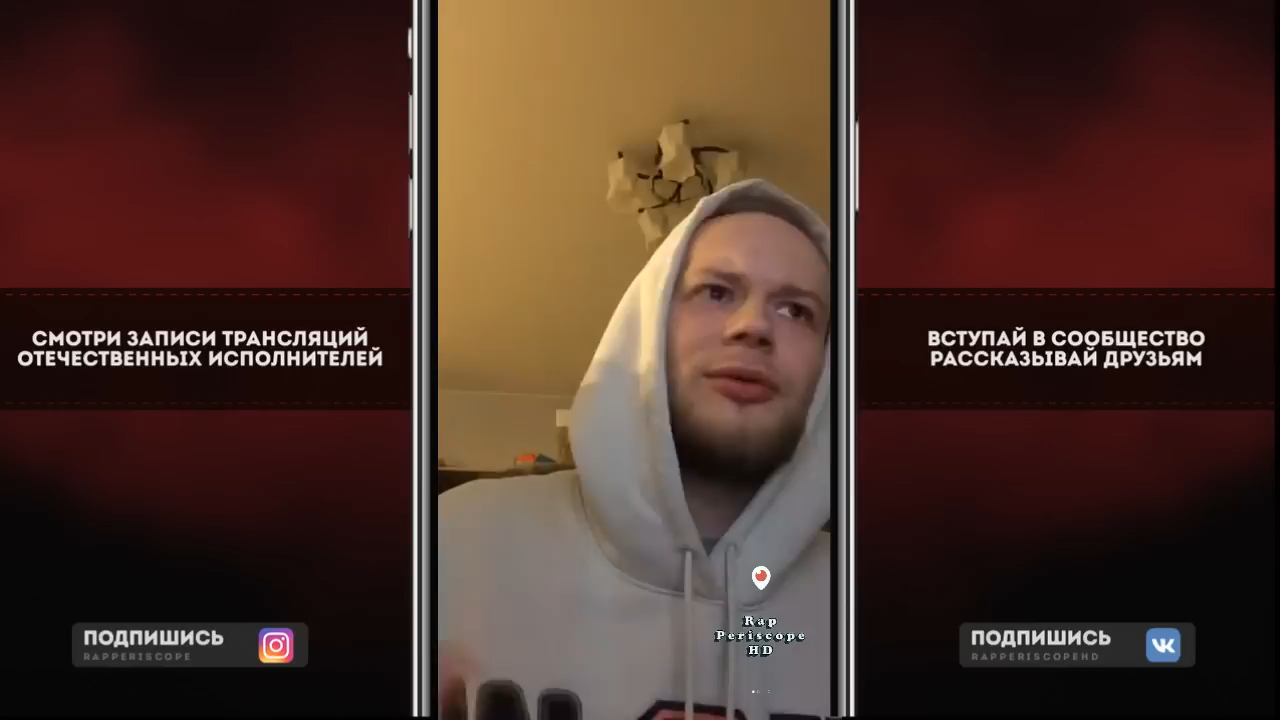 СМОТРИ ЗАПИСИ ТРАНСЛЯЦИЙ
ОТЕЧЕСТВЕННЫХ ИСПОЛНИТЕЛЕЙ
ПОДПИШИСЬ
RAPPERISCOPE
Rap
Periscope
HD
ВСТУПАЙ В СООБЩЕСТВО
РАССКАЗЫВАЙ ДРУЗЬЯМ
ПОДПИШИСЬ
RAPPERISCOPEHD